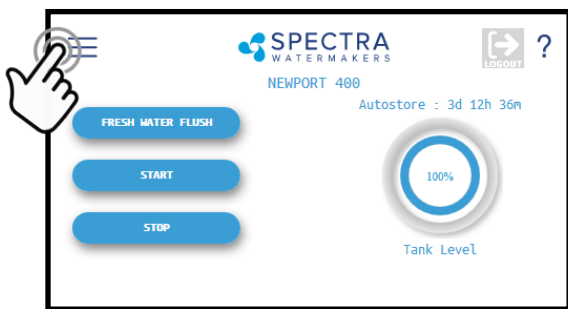 SPECTRA
WATERMAKERS
LOGOUT
?
NEWPORT 400
Autostore : 3d 12h 36m
FRESH WATER FLUSH
START
STOP
100%
Tank Level